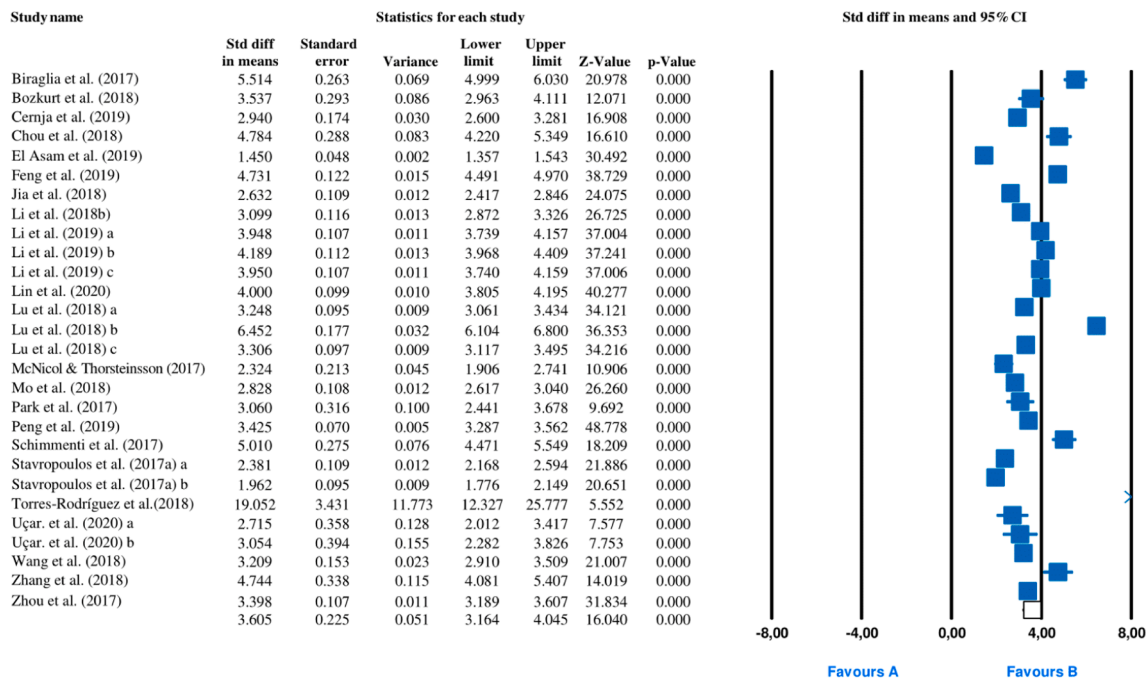 Study name Statistics for each study Std diff in means and 95% CI
Std diff Standard Lower Upper
in means error Variance limit limit Z-Value p-Value
Biraglia et al. (2017) 5.514 0.263 0.069 4.999 6.030 20.978 0.000
Bozkurt et al. (2018) 3.537 0.293 0.086 2.963 4.111 12.071 0.000
Cernja et al. (2019) 2.940 0.174 0.030 2.600 3.281 16.908 0.000
Chou et al. (2018) 4.784 0.288 0.083 4.220 5.349 16.610 0.000
El Asam et al. (2019) 1.450 0.048 0.002 1.357 1.543 30.492 0.000
Feng et al. (2019) 4.731 0.122 0.015 4.491 4.970 38.729 0.000
Jia et al. (2018) 2.632 0.109 0.012 2.417 2.846 24.075 0.000
Li et al. (2018b) 3.099 0.116 0.013 2.872 3.326 26.725 0.000
Li et al. (2019) a 3.948 0.107 0.011 3.739 4.157 37.004 0.000
Li et al. (2019) b 4.189 0.112 0.013 3.968 4.409 37.241 0.000
Li et al. (2019) c 3.950 0.107 0.011 3.740 4.159 37.006 0.000
Lin et al. (2020) 4.000 0.099 0.010 3.805 4.195 40.277 0.000
Lu et al. (2018) a 3.248 0.095 0.009 3.061 3.434 34.121 0.000
Lu et al. (2018) b 6.452 0.177 0.032 6.104 6.800 36.353 0.000
Lu et al. (2018) c 3.306 0.097 0.009 3.117 3.495 34.216 0.000
McNicol & Thorsteinsson (2017) 2.324 0.213 0.045 1.906 2.741 10.906 0.000
Mo et al. (2018) 2.828 0.108 0.012 2.617 3.040 26.260 0.000
Park et al. (2017) 3.060 0.316 0.100 2.441 3.678 9.692 0.000
Peng et al. (2019) 3.425 0.070 0.005 3.287 3.562 48.778 0.000
Schimmenti et al. (2017) 5.010 0.275 0.076 4.471 5.549 18.209 0.000
Stavropoulos et al. (2017a) a 2.381 0.109 0.012 2.168 2.594 21.886 0.000
Stavropoulos et al. (2017a) b 1.962 0.095 0.009 1.776 2.149 20.651 0.000
Torres-Rodríguez et al.(2018) 19.052 3.431 11.773 12.327 25.777 5.552 0.000
Uçar. et al. (2020) a 2.715 0.358 0.128 2.012 3.417 7.577 0.000
Uçar. et al. (2020) b 3.054 0.394 0.155 2.282 3.826 7.753 0.000
Wang et al. (2018) 3.209 0.153 0.023 2.910 3.509 21.007 0.000
Zhang et al. (2018) 4.744 0.338 0.115 4.081 5.407 14.019 0.000
Zhou et al. (2017) 3.398 0.107 0.011 3.189 3.607 31.834 0.000
3.605 0.225 0.051 3.164 4.045 16.040 0.000
-8,00 -4,00 0,00 4,00 8,00
Favours A Favours B